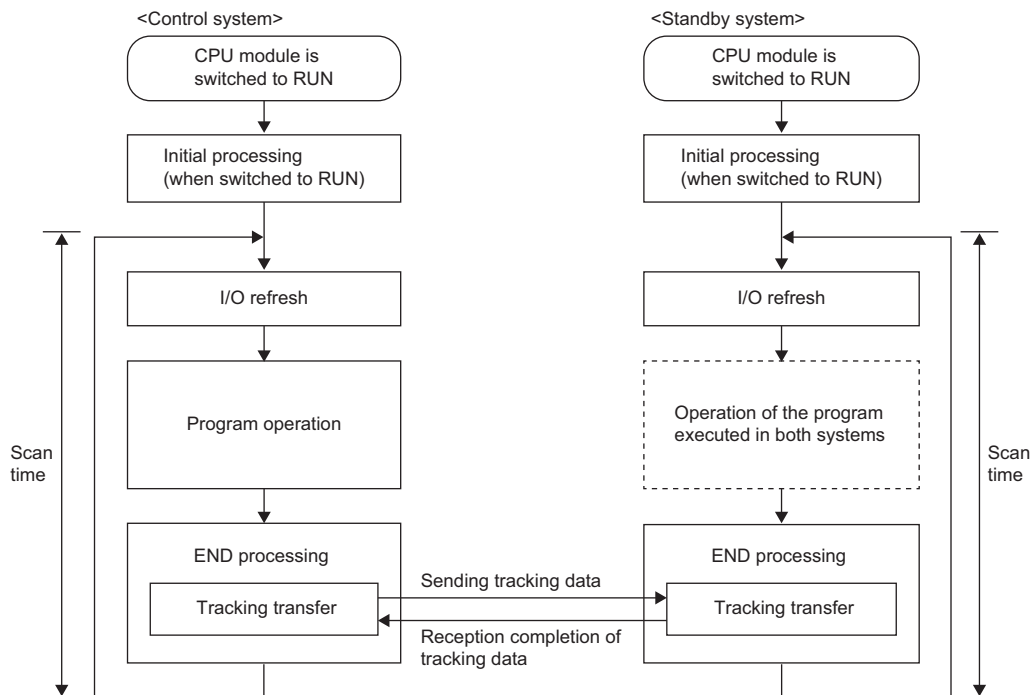 <Control system>
CPU module is
switched to RUN
Initial processing
(when switched to RUN)
I/O refresh
Program operation
Scan
time
END processing
Tracking transfer
Sending tracking data
Reception completion of
tracking data
<Standby system>
CPU module is
switched to RUN
Initial processing
(when switched to RUN)
I/O refresh
Operation of the program
executed in both systems
Scan
time
END processing
Tracking transfer